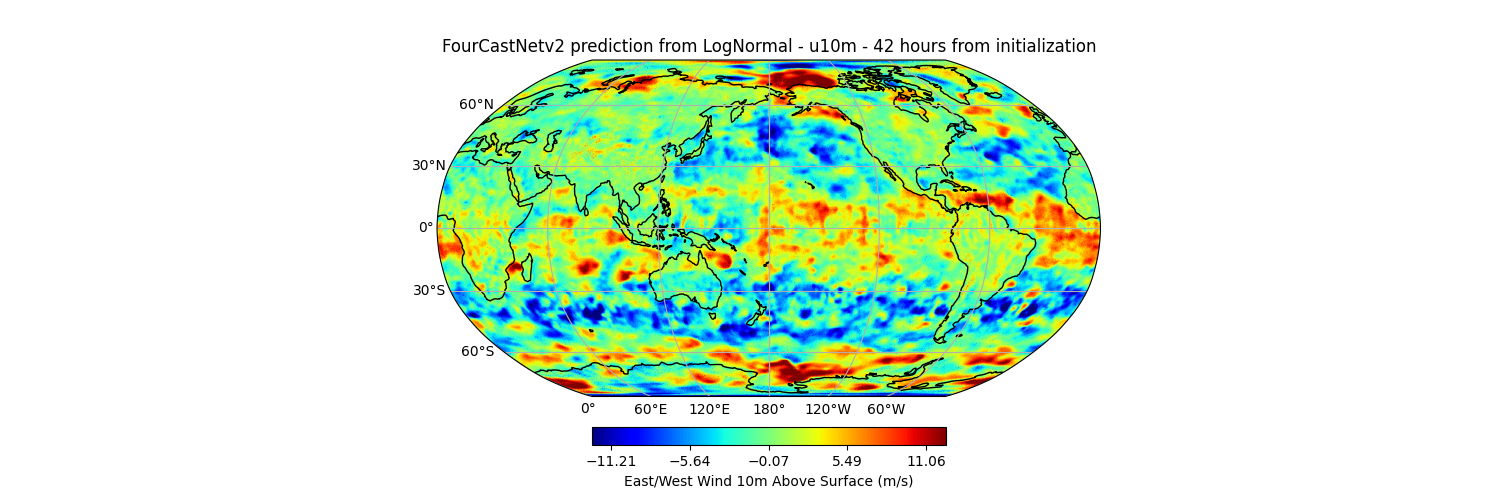 FourCastNetv2 prediction from LogNormal - u10m - 42 hours from initialization
60°N
30°N
0°
30°S
60°S
0° 60°E 120°E 180° 120°W 60°W
−11.21 −5.64 −0.07 5.49 11.06
East/West Wind 10m Above Surface (m/s)